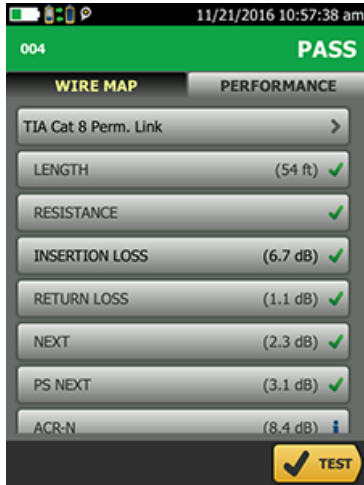 11/21/2016 10:57:38 am
004 PASS
WIRE MAP PERFORMANCE
TIA Cat 8 Perm. Link
LENGTH (54 ft)
RESISTANCE
INSERTION LOSS (6.7 dB)
RETURN LOSS (1.1 dB)
NEXT (2.3 dB)
PS NEXT (3.1 dB)
ACR-N (8.4 dB) i
TEST